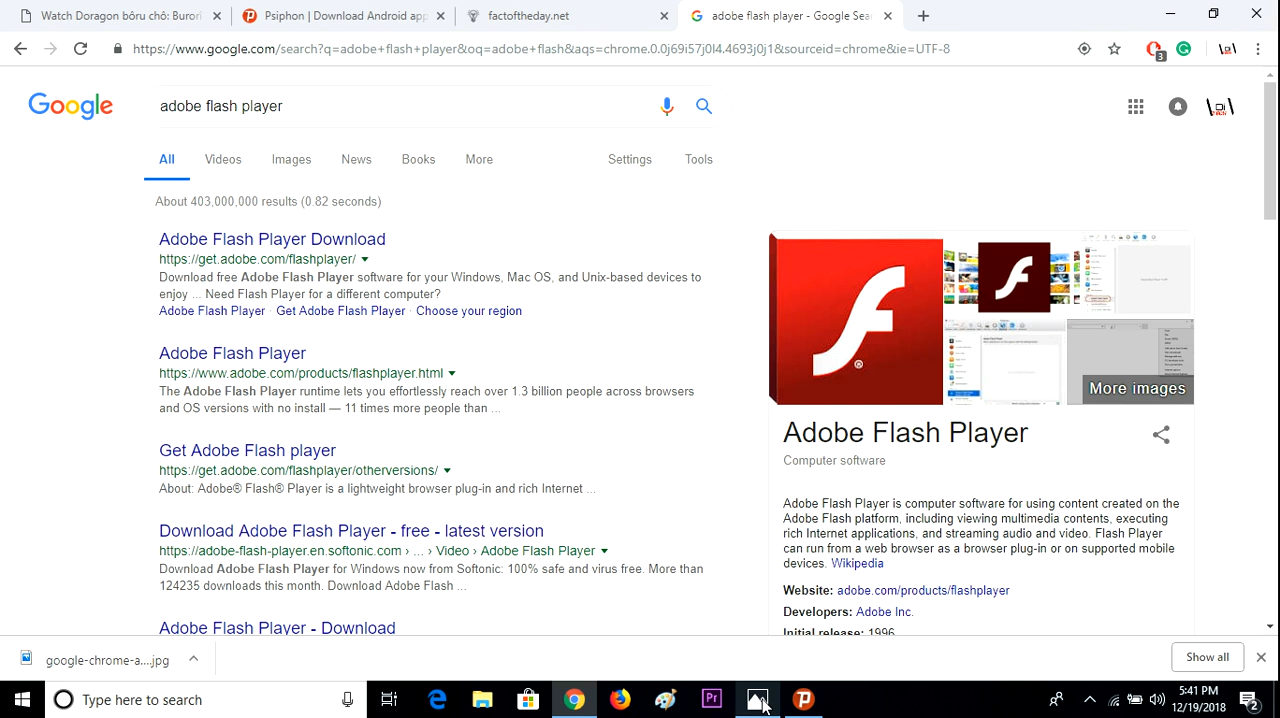 Watch Doragon bôru chô: Burorī
Psiphon | Download Android app
factoftheday.net
adobe flash player - Google Sea
https://www.google.com/search?q=adobe+flash+player&oq=adobe+flash&aqs=chrome.0.0j69i57j0l4.4693j0j1&sourceid=chrome&ie=UTF-8
3
Google
adobe flash player
All Videos Images News Books More Settings Tools
About 403,000,000 results (0.82 seconds)
Adobe Flash Player Download
https://get.adobe.com/flashplayer/
Download free Adobe Flash Player software for your Windows, Mac OS, and Unix-based devices to
enjoy ... Need Flash Player for a different computer?
Adobe Flash Player · Get Adobe Flash Player · Choose your region
Adobe Flash Player
https://www.adobe.com/products/flashplayer.html
The Adobe Flash Player runtime lets you effortlessly reach over 1.3 billion people across browsers
and OS versions with no install — 11 times more people than ...
Get Adobe Flash player
https://get.adobe.com/flashplayer/otherversions/
About: Adobe® Flash® Player is a lightweight browser plug-in and rich Internet ...
Download Adobe Flash Player - free - latest version
https://adobe-flash-player.en.softonic.com › ... › Video › Adobe Flash Player
Download Adobe Flash Player for Windows now from Softonic: 100% safe and virus free. More than
124235 downloads this month. Download Adobe Flash ...
Adobe Flash Player - Download
More images
Adobe Flash Player
Computer software
Adobe Flash Player is computer software for using content created on the
Adobe Flash platform, including viewing multimedia contents, executing
rich Internet applications, and streaming audio and video. Flash Player
can run from a web browser as a browser plug-in or on supported mobile
devices. Wikipedia
Website: adobe.com/products/flashplayer
Developers: Adobe Inc.
Initial release: 1996
google-chrome-a....jpg
Show all
Type here to search
Pr
5:41 PM
12/19/2018
2